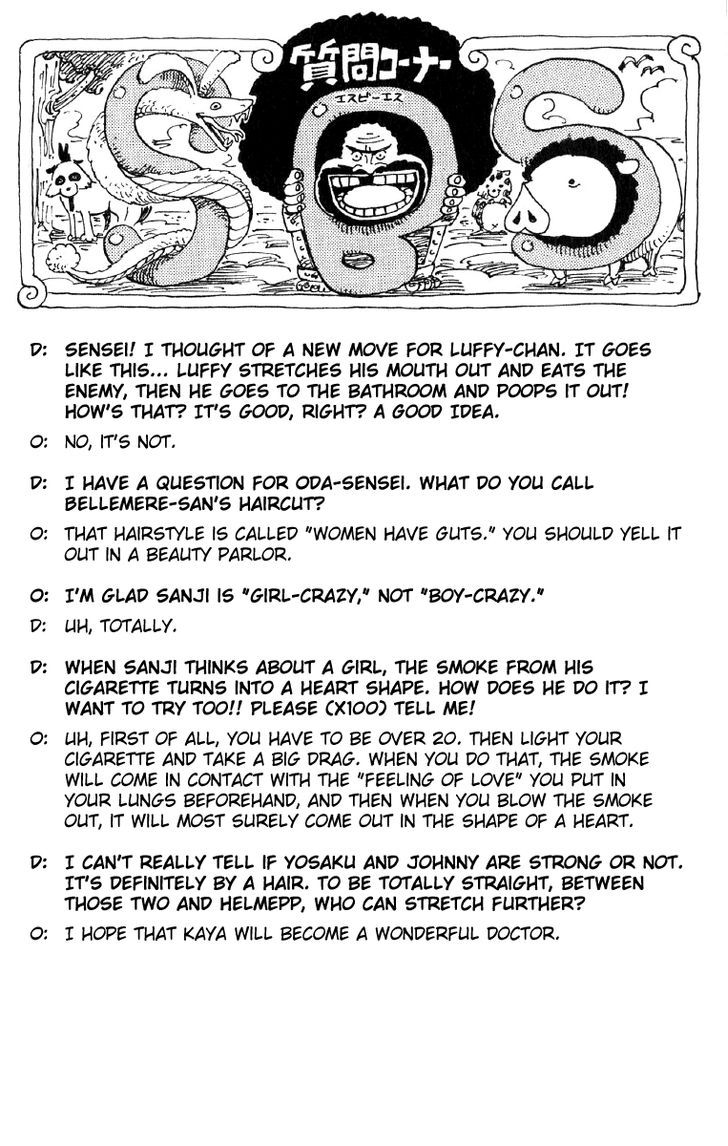 質問コーナー
エスビーエス
SBS
D: SENSEI! I THOUGHT OF A NEW MOVE FOR LUFFY-CHAN. IT GOES
LIKE THIS... LUFFY STRETCHES HIS MOUTH OUT AND EATS THE
ENEMY, THEN HE GOES TO THE BATHROOM AND POOPS IT OUT!
HOW'S THAT? IT'S GOOD, RIGHT? A GOOD IDEA.
O: NO, IT'S NOT.
D: I HAVE A QUESTION FOR ODA-SENSEI. WHAT DO YOU CALL
BELLEMERE-SAN'S HAIRCUT?
O: THAT HAIRSTYLE IS CALLED "WOMEN HAVE GUTS." YOU SHOULD YELL IT
OUT IN A BEAUTY PARLOR.
O: I'M GLAD SANJI IS "GIRL-CRAZY," NOT "BOY-CRAZY."
D: UH, TOTALLY.
D: WHEN SANJI THINKS ABOUT A GIRL, THE SMOKE FROM HIS
CIGARETTE TURNS INTO A HEART SHAPE. HOW DOES HE DO IT? I
WANT TO TRY TOO!! PLEASE (X100) TELL ME!
O: UH, FIRST OF ALL, YOU HAVE TO BE OVER 20. THEN LIGHT YOUR
CIGARETTE AND TAKE A BIG DRAG. WHEN YOU DO THAT, THE SMOKE
WILL COME IN CONTACT WITH THE "FEELING OF LOVE" YOU PUT IN
YOUR LUNGS BEFOREHAND, AND THEN WHEN YOU BLOW THE SMOKE
OUT, IT WILL MOST SURELY COME OUT IN THE SHAPE OF A HEART.
D: I CAN'T REALLY TELL IF YOSAKU AND JOHNNY ARE STRONG OR NOT.
IT'S DEFINITELY BY A HAIR. TO BE TOTALLY STRAIGHT, BETWEEN
THOSE TWO AND HELMEPP, WHO CAN STRETCH FURTHER?
O: I HOPE THAT KAYA WILL BECOME A WONDERFUL DOCTOR.